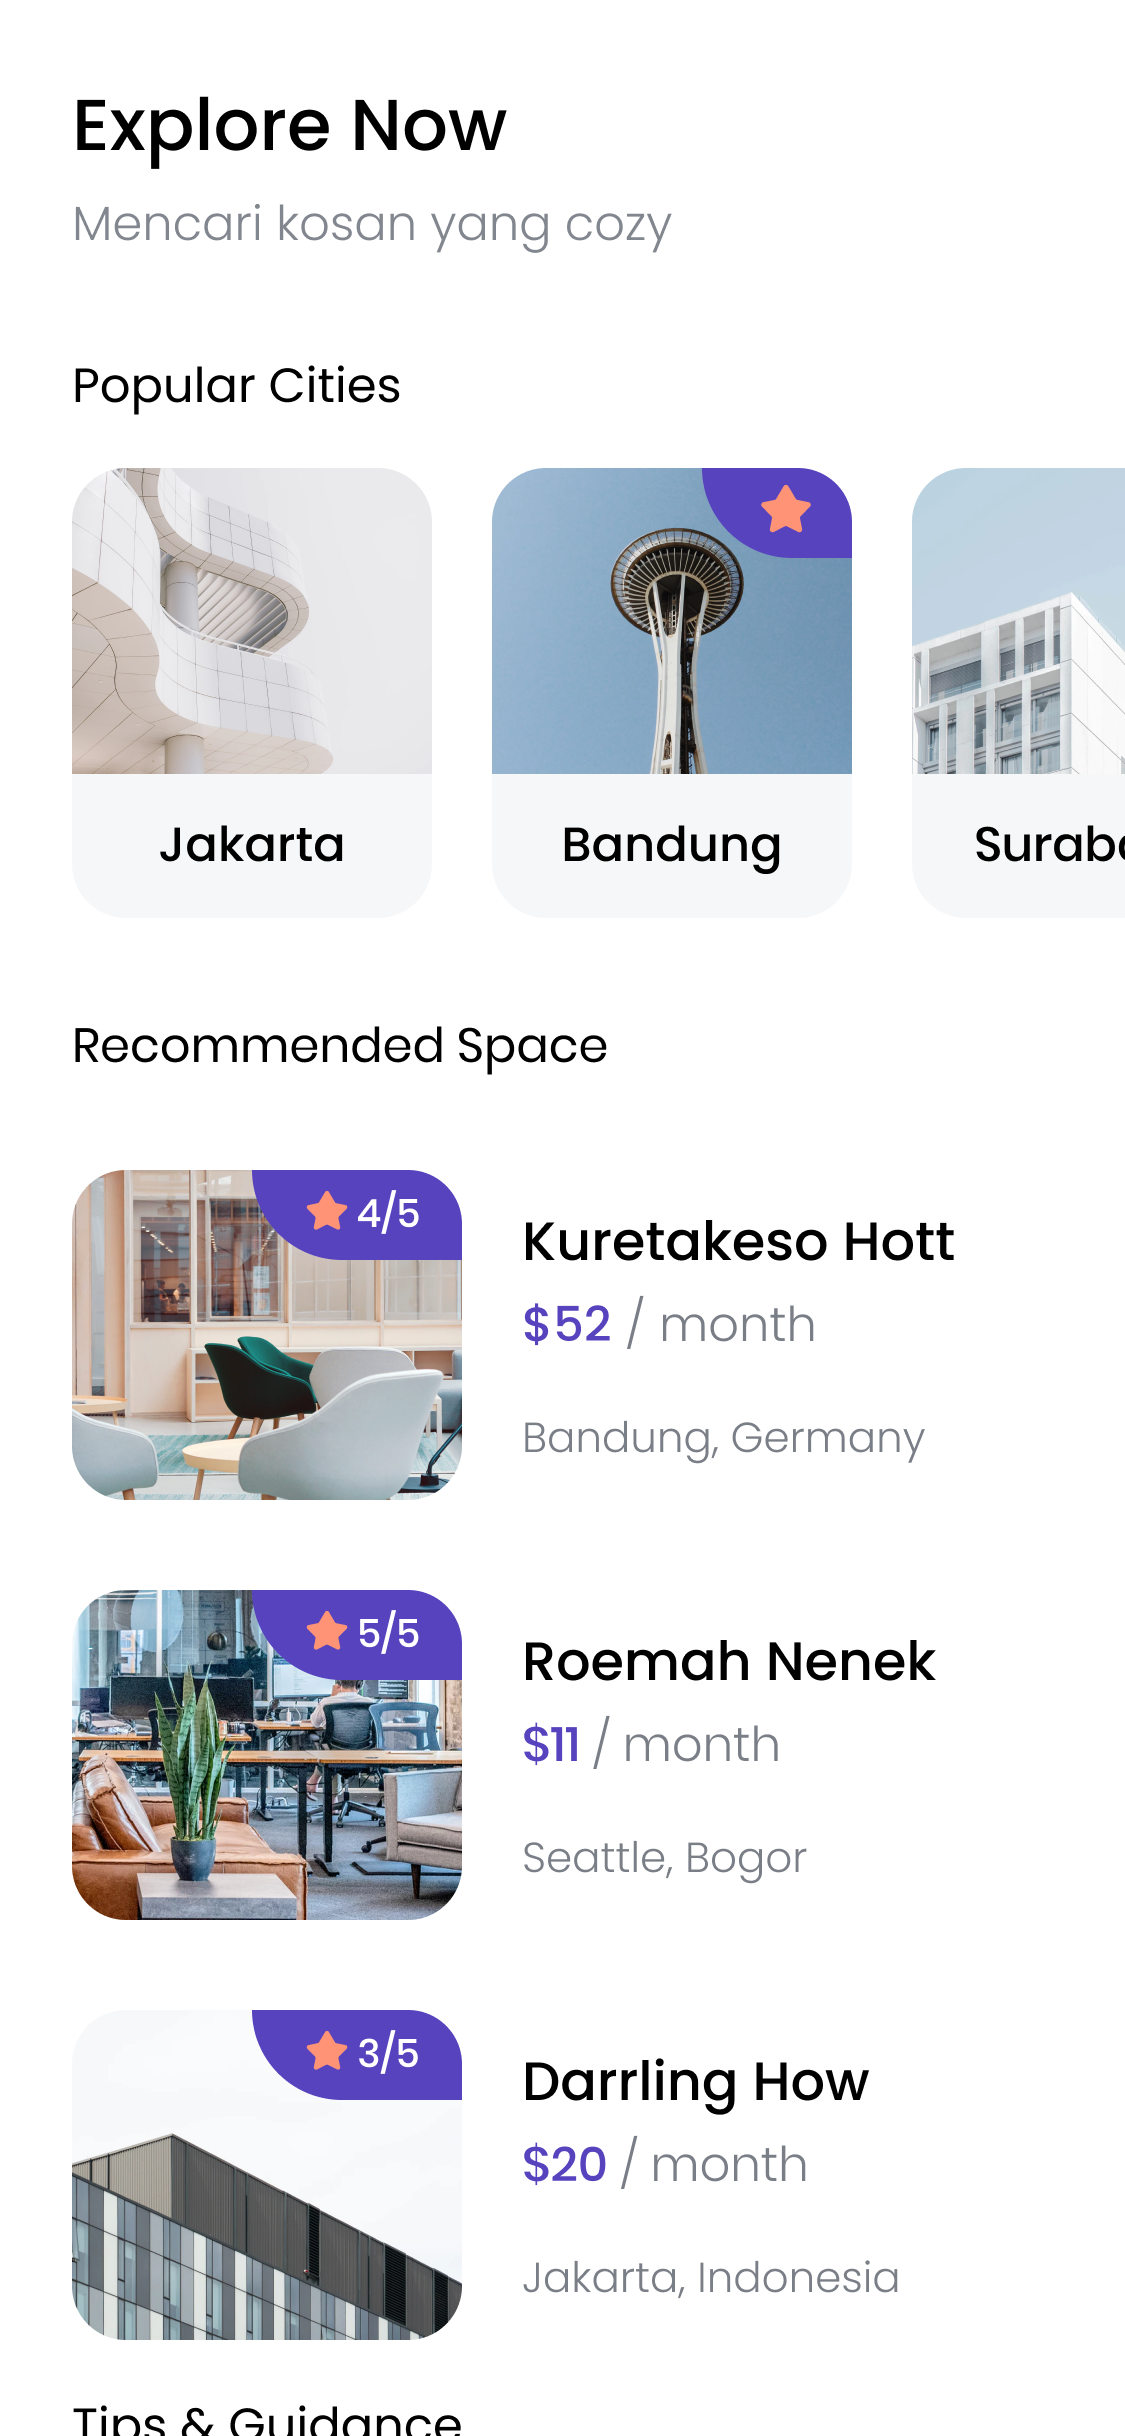 Explore Now
Mencari kosan yang cozy
Popular Cities
Jakarta
Bandung
Recommended Space
4/5
Kuretakeso Hott
$52 / month
Bandung, Germany
5/5
Roemah Nenek
$11 / month
Seattle, Bogor
3/5
Darrling How
$20 / month
Jakarta, Indonesia
Tips & Guidance